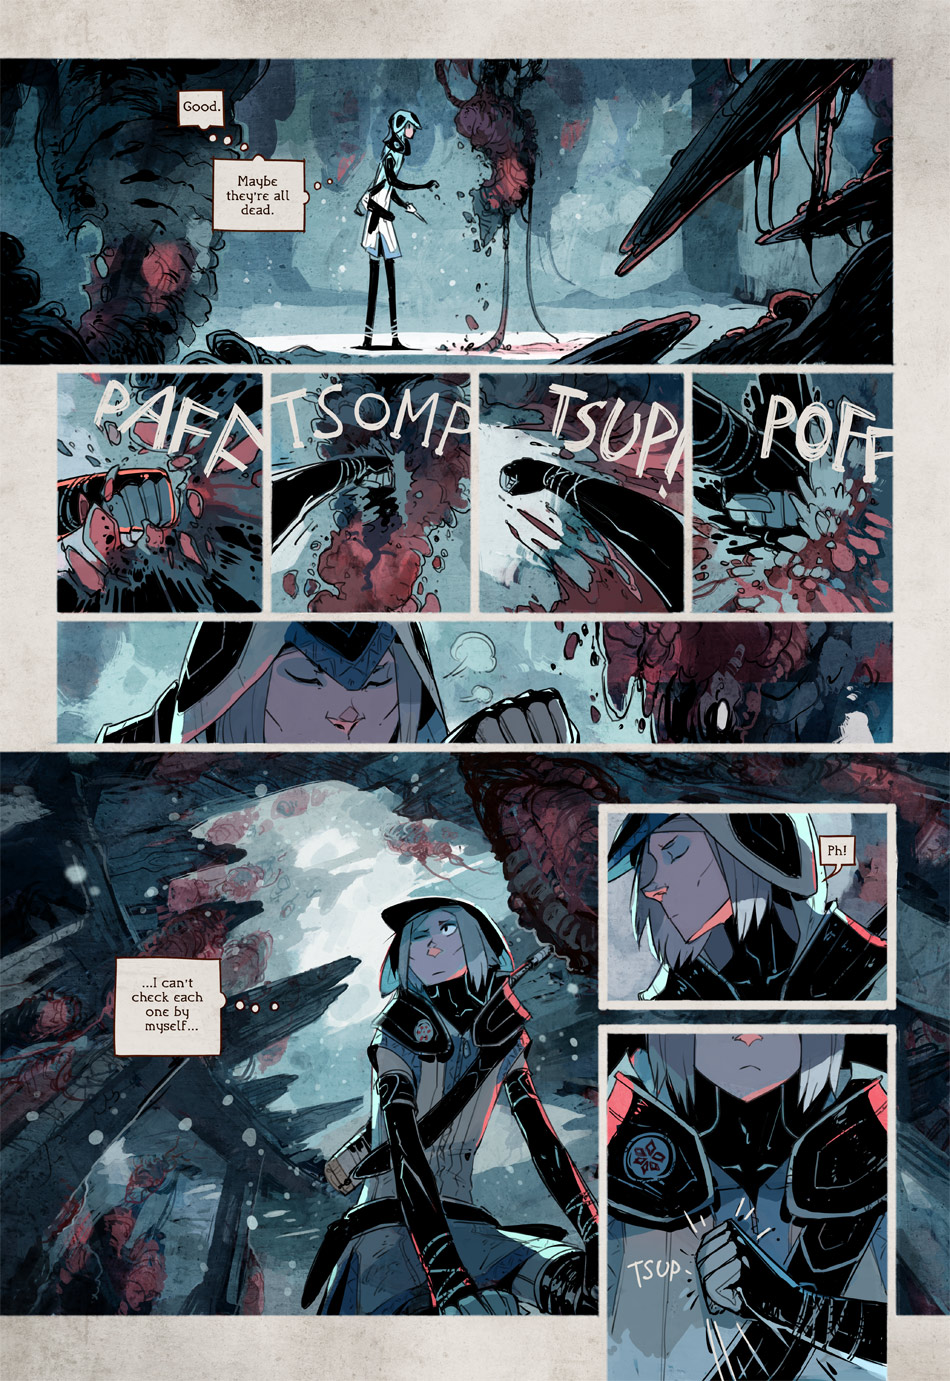 Good.
Maybe
they're all
dead.
PAFF
TSOMP
TSUP!
POFF
Ph!
...I can't
check each
one by
myself...
TSUP